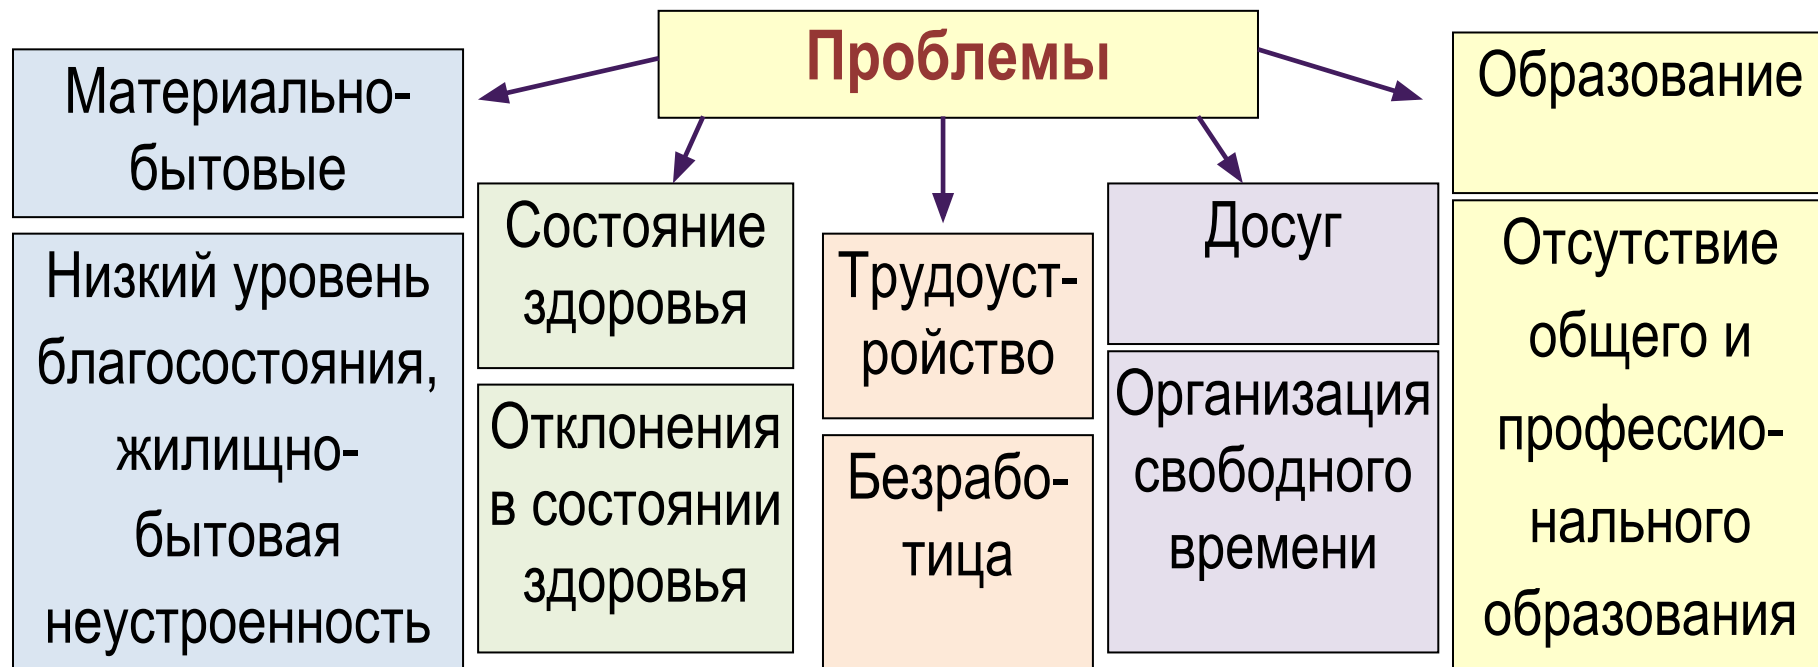 Проблемы
Материально-
бытовые
Низкий уровень
благосостояния,
жилищно-
бытовая
неустроенность
Состояние
здоровья
Отклонения
в состоянии
здоровья
Трудоуст-
ройство
Безрабо-
тица
Досуг
Организация
свободного
времени
Образование
Отсутствие
общего и
профессио-
нального
образования